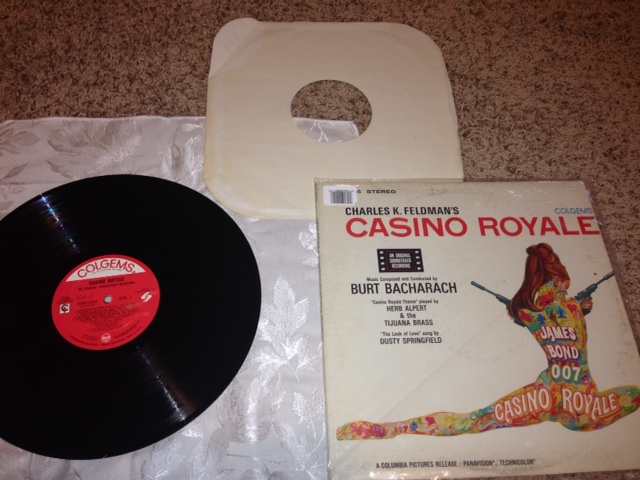 STEREO
CHARLES K. FELDMAN'S
COLGEMS
CASINO ROYALE
AN ORIGINAL
SOUNDTRACK
RECORDING
Music Composed and Conducted by
BURT BACHARACH
"Casino Royale Theme" played by
HERB ALPERT
& the
TIJUANA BRASS
"The Look of Love" sung by
DUSTY SPRINGFIELD
JAMES
BOND
007
CASINO ROYALE
A COLUMBIA PICTURES RELEASE / PANAVISION® / TECHNICOLOR®
COLGEMS
CASINO ROYALE